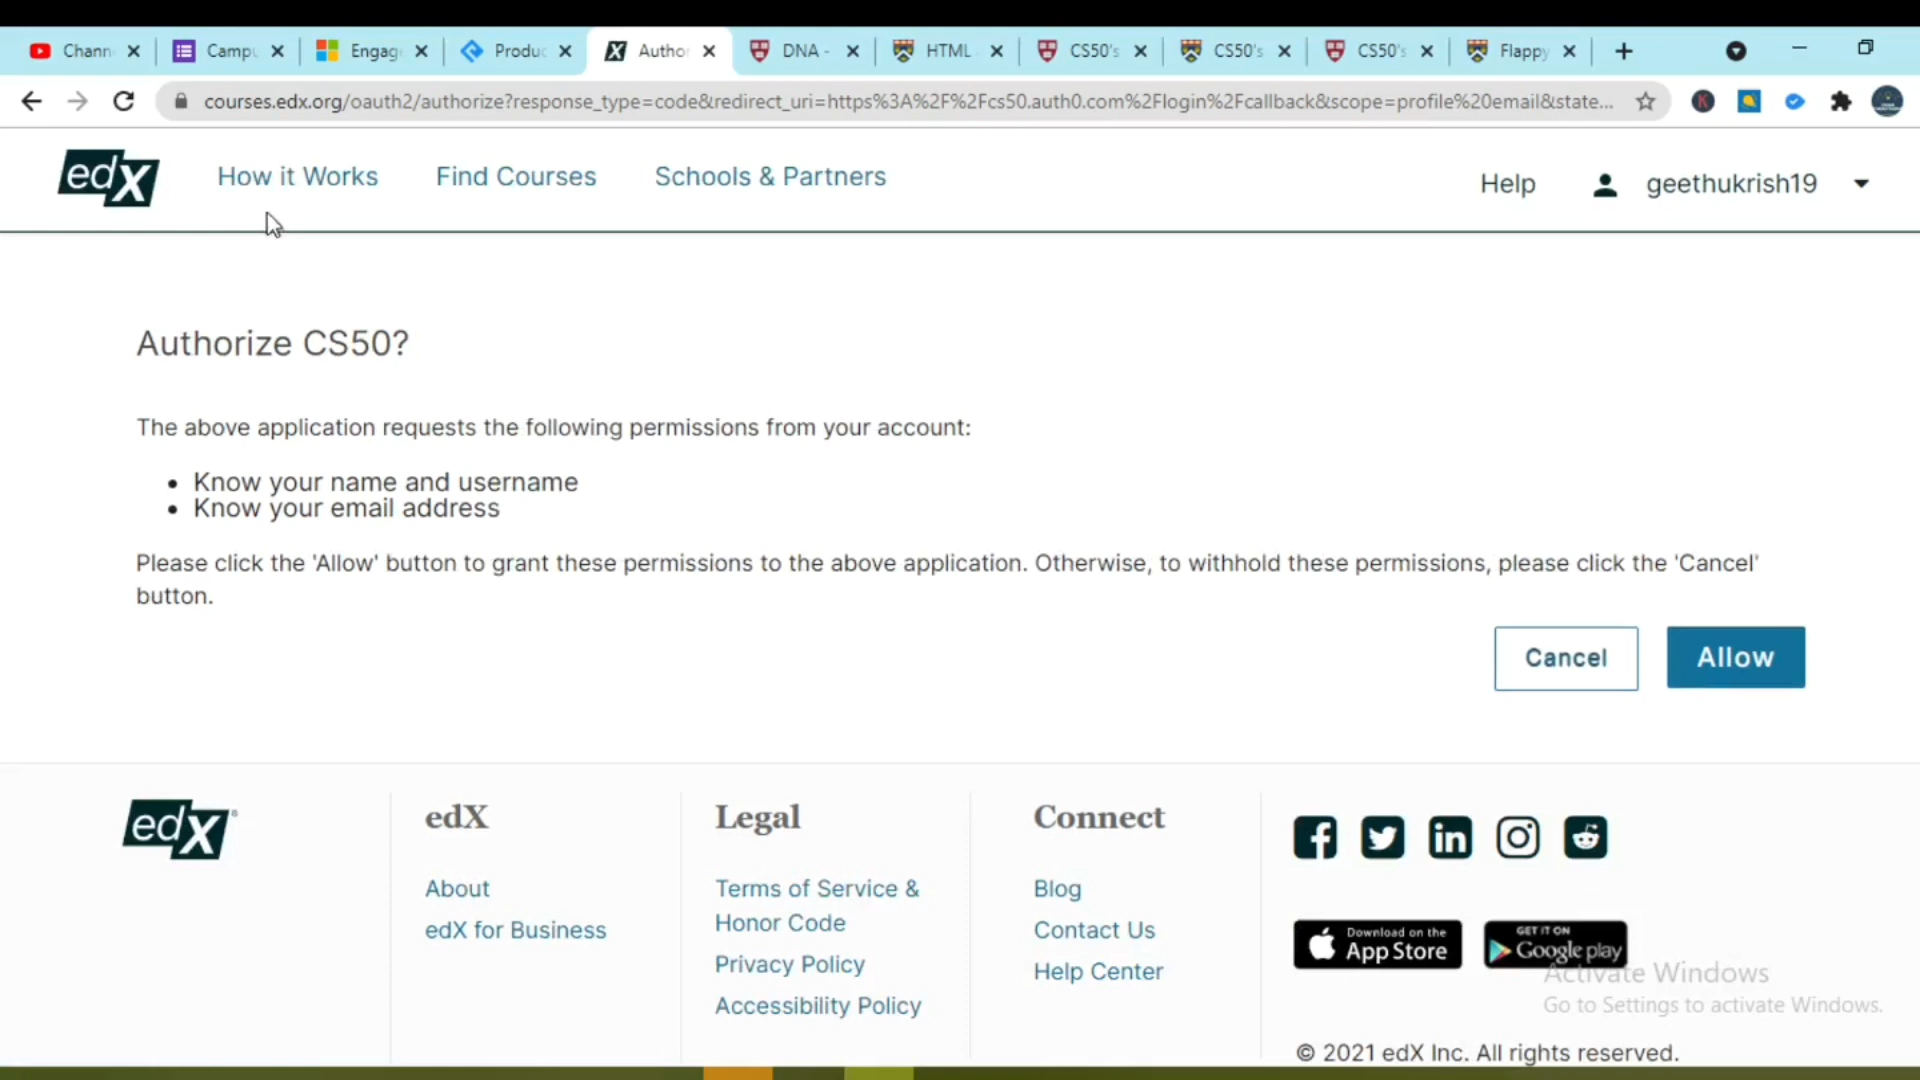 Chann
Campu
Engag
Produc
Author
DNA -
HTML
CS50's
CS50's
CS50's
Flappy
courses.edx.org/oauth2/authorize?response_type=code&redirect_uri=https%3A%2F%2Fcs50.auth0.com%2Flogin%2Fcallback&scope=profile%20email&state...
K
edX
How it Works
Find Courses
Schools & Partners
Help
geethukrish19
Authorize CS50?
The above application requests the following permissions from your account:
• Know your name and username
• Know your email address
Please click the 'Allow' button to grant these permissions to the above application. Otherwise, to withhold these permissions, please click the 'Cancel'
button.
Cancel
Allow
edX®
edX
About
edX for Business
Legal
Terms of Service &
Honor Code
Privacy Policy
Accessibility Policy
Connect
Blog
Contact Us
Help Center
Download on the
App Store
GET IT ON
Google play
Activate Windows
Go to Settings to activate Windows.
© 2021 edX Inc. All rights reserved.